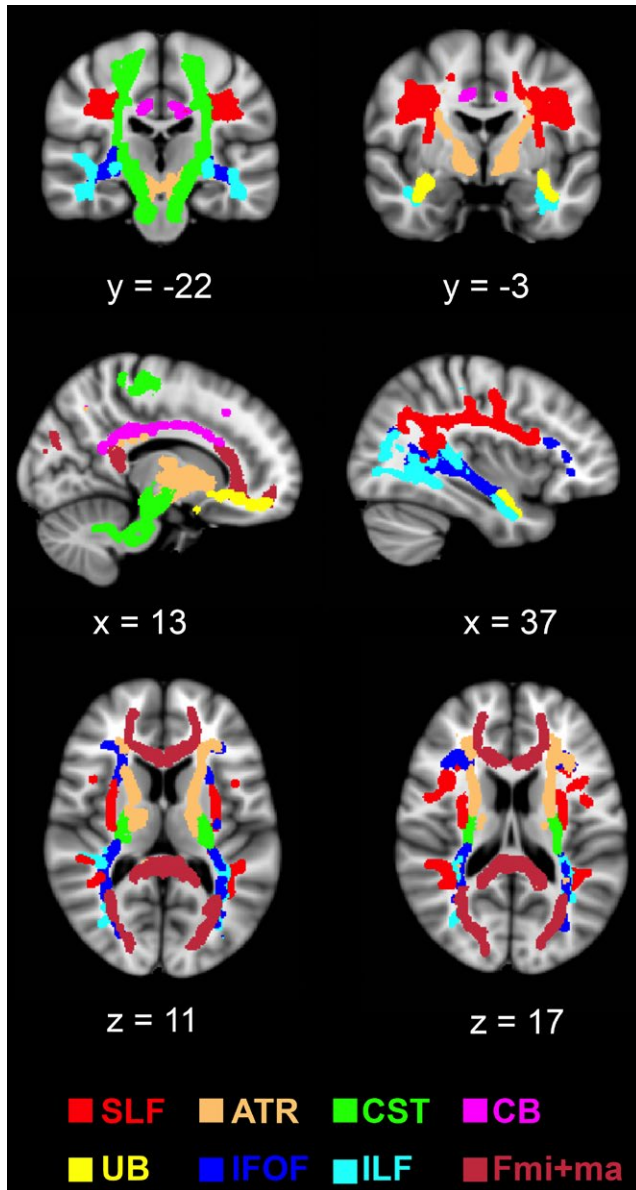 y = -22 y = -3
x = 13 x = 37
z = 11 z = 17
SLF ATR CST CB
UB IFOF ILF Fmi+ma